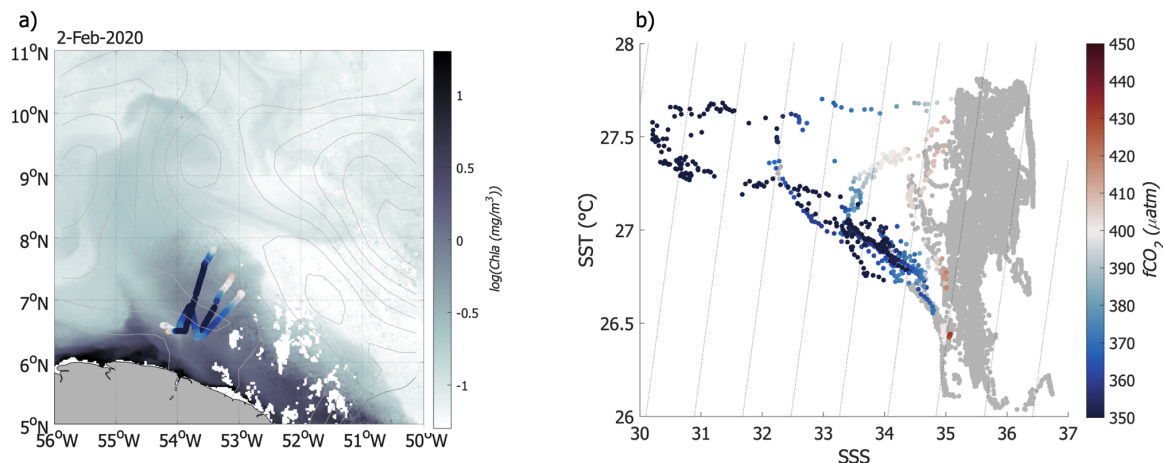 a)
2-Feb-2020
11°N
10°N
9°N
8°N
7°N
6°N
5°N
56°W 55°W 54°W 53°W 52°W 51°W 50°W
1
0.5
0
-0.5
-1
log(Chla (mg/m³))
b)
28
27.5
27
26.5
26
SST (°C)
30 31 32 33 34 35 36 37
SSS
450
440
430
420
410
400
390
380
370
360
350
fCO₂ (μatm)